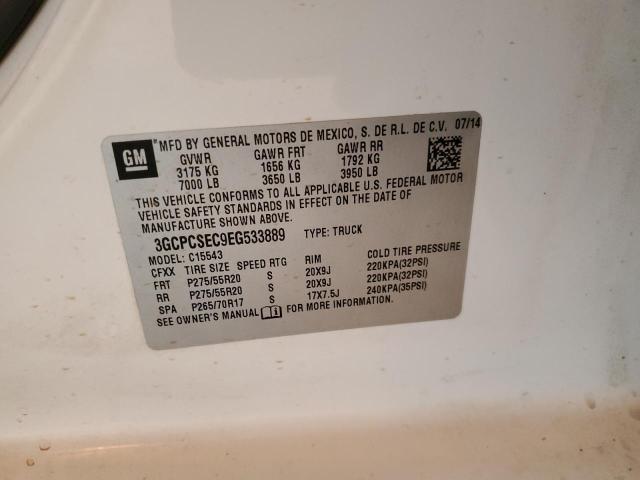 GM
MFD BY GENERAL MOTORS DE MEXICO, S. DE R.L. DE C.V. 07/14
GVWR GAWR FRT GAWR RR
3175 KG 1656 KG 1792 KG
7000 LB 3650 LB 3950 LB
THIS VEHICLE CONFORMS TO ALL APPLICABLE U.S. FEDERAL MOTOR
VEHICLE SAFETY STANDARDS IN EFFECT ON THE DATE OF
MANUFACTURE SHOWN ABOVE.
3GCPCSEC9EG533889 TYPE: TRUCK
MODEL: C15543
CFXX TIRE SIZE SPEED RTG RIM COLD TIRE PRESSURE
FRT P275/55R20 S 20X9J 220KPA(32PSI)
RR P275/55R20 S 20X9J 220KPA(32PSI)
SPA P265/70R17 S 17X7.5J 240KPA(35PSI)
SEE OWNER'S MANUAL FOR MORE INFORMATION.